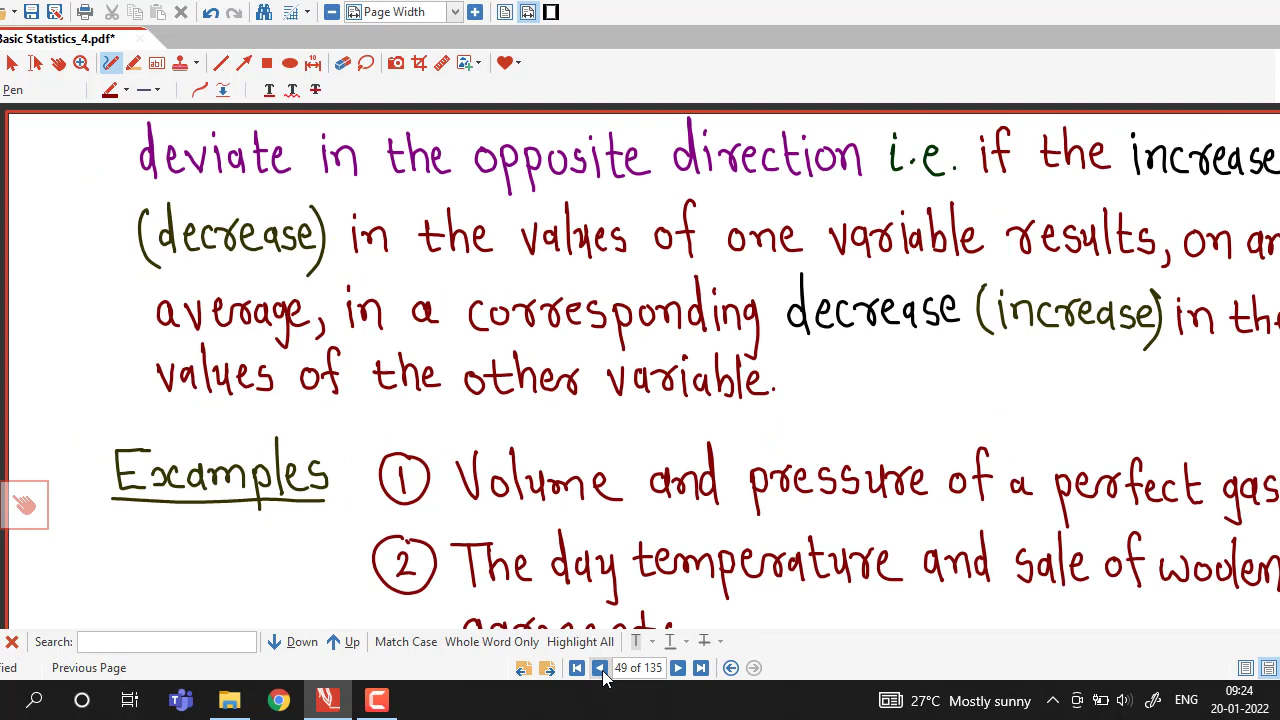 Page Width
Basic Statistics_4.pdf*
Pen
deviate in the opposite direction i.e. if the increase
(decrease) in the values of one variable results, on an
average, in a corresponding decrease (increase) in the
values of the other variable.
Examples ① Volume and pressure of a perfect gas
② The day temperature and sale of woolen
garments
Search: Down Up Match Case Whole Word Only Highlight All
fied Previous Page 49 of 135
27°C Mostly sunny ENG 09:24
20-01-2022